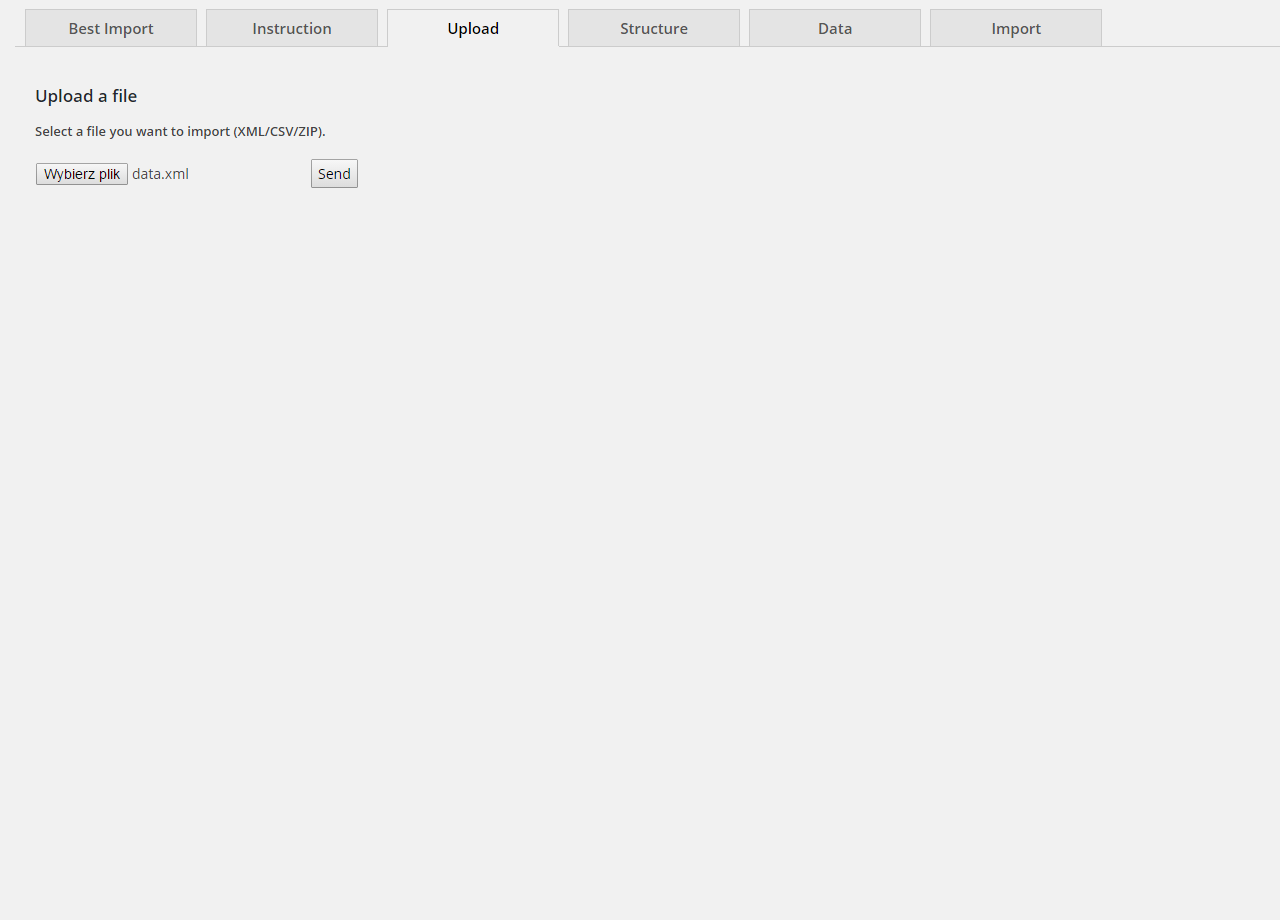 Best Import Instruction Upload Structure Data Import
Upload a file
Select a file you want to import (XML/CSV/ZIP).
Wybierz plik data.xml Send